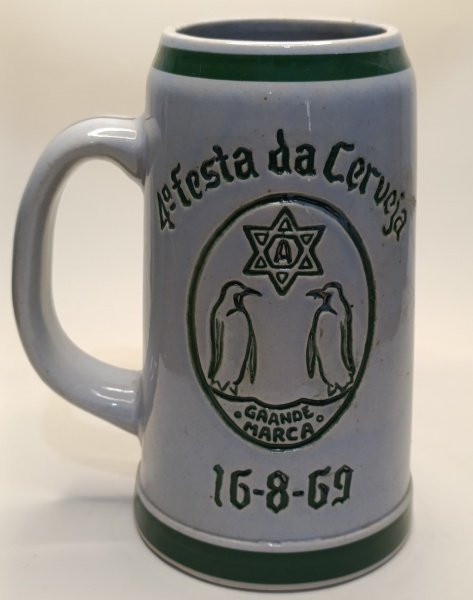 4ª festa da Cerveja
A
GRANDE
MARCA
16-8-69